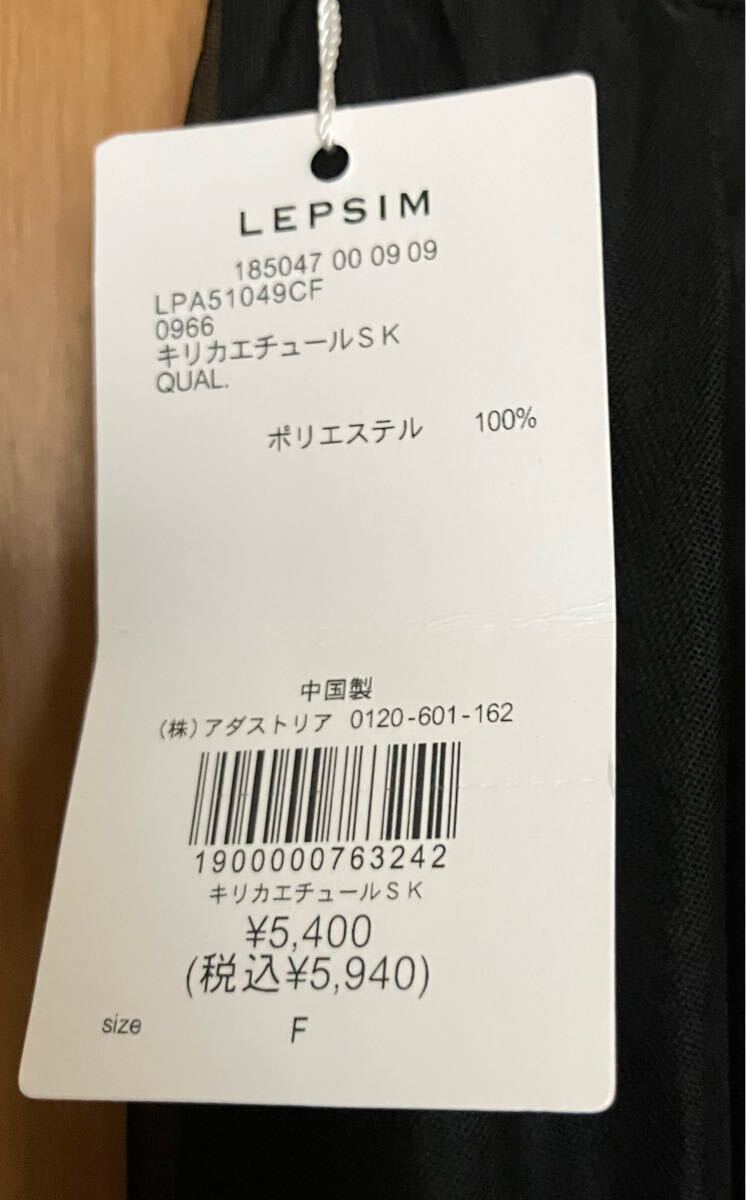 LEPSIM
185047 00 09 09
LPA51049CF
0966
キリカエチュールSK
QUAL.
ポリエステル 100%
中国製
(株)アダストリア 0120-601-162
1900000763242
キリカエチュールSK
¥5,400
(税込¥5,940)
size F